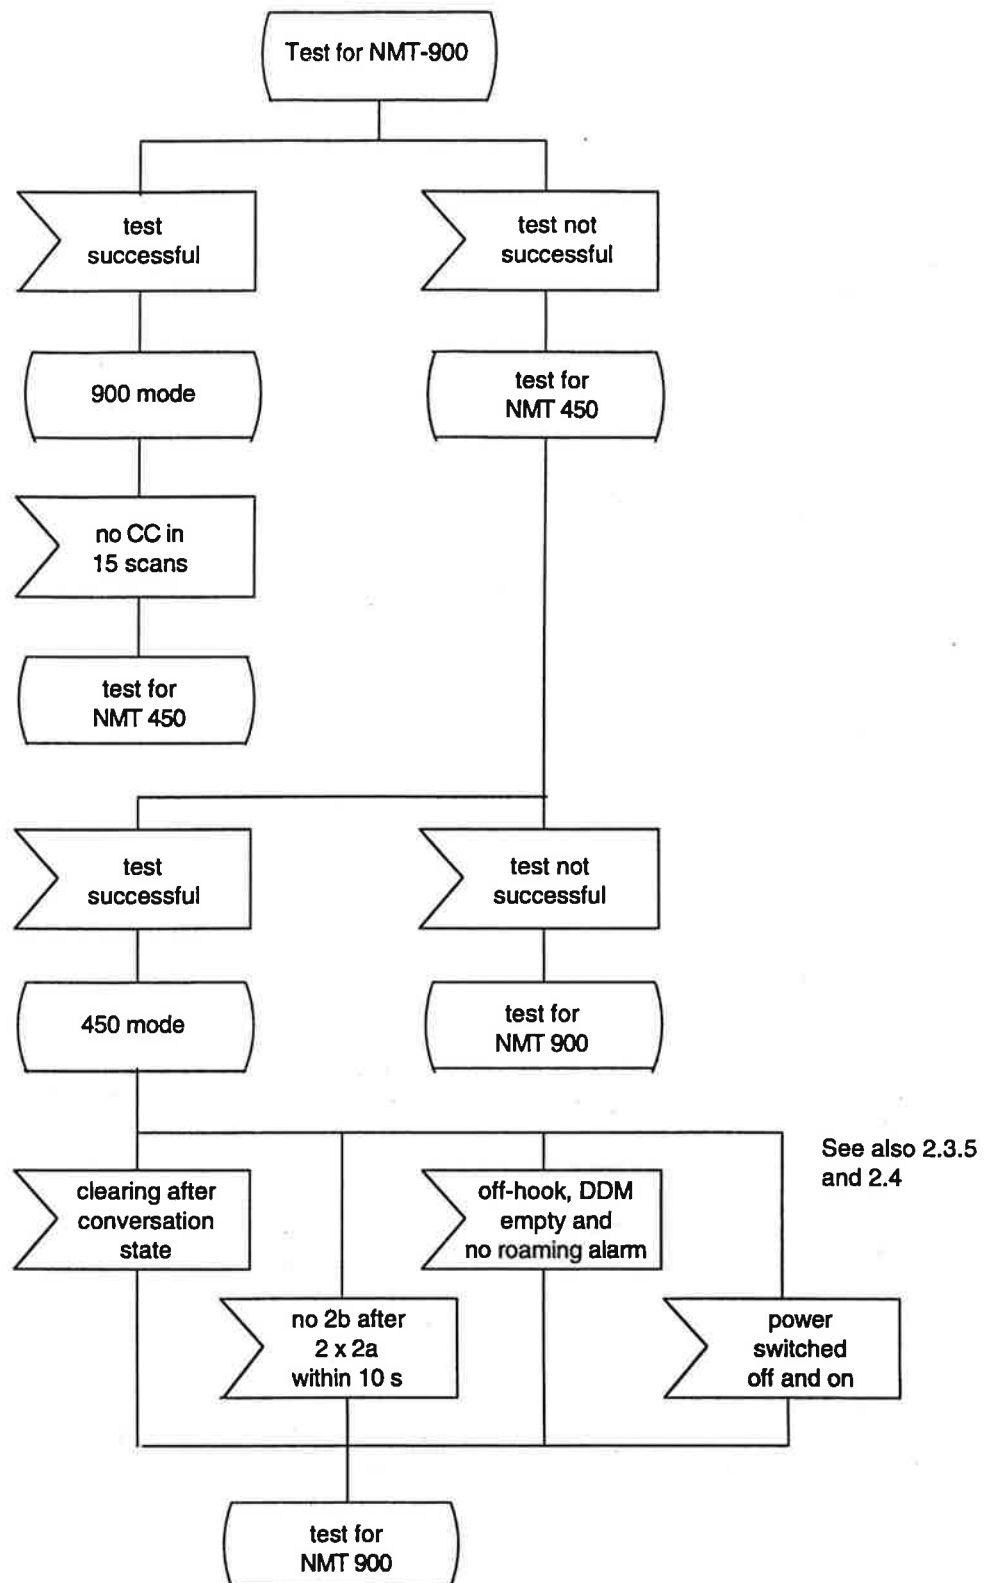 Test for NMT-900
test
successful
test not
successful
900 mode
test for
NMT 450
no CC in
15 scans
test for
NMT 450
test
successful
test not
successful
450 mode
test for
NMT 900
See also 2.3.5
and 2.4
clearing after
conversation
state
off-hook, DDM
empty and
no roaming alarm
no 2b after
2 x 2a
within 10 s
power
switched
off and on
test for
NMT 900